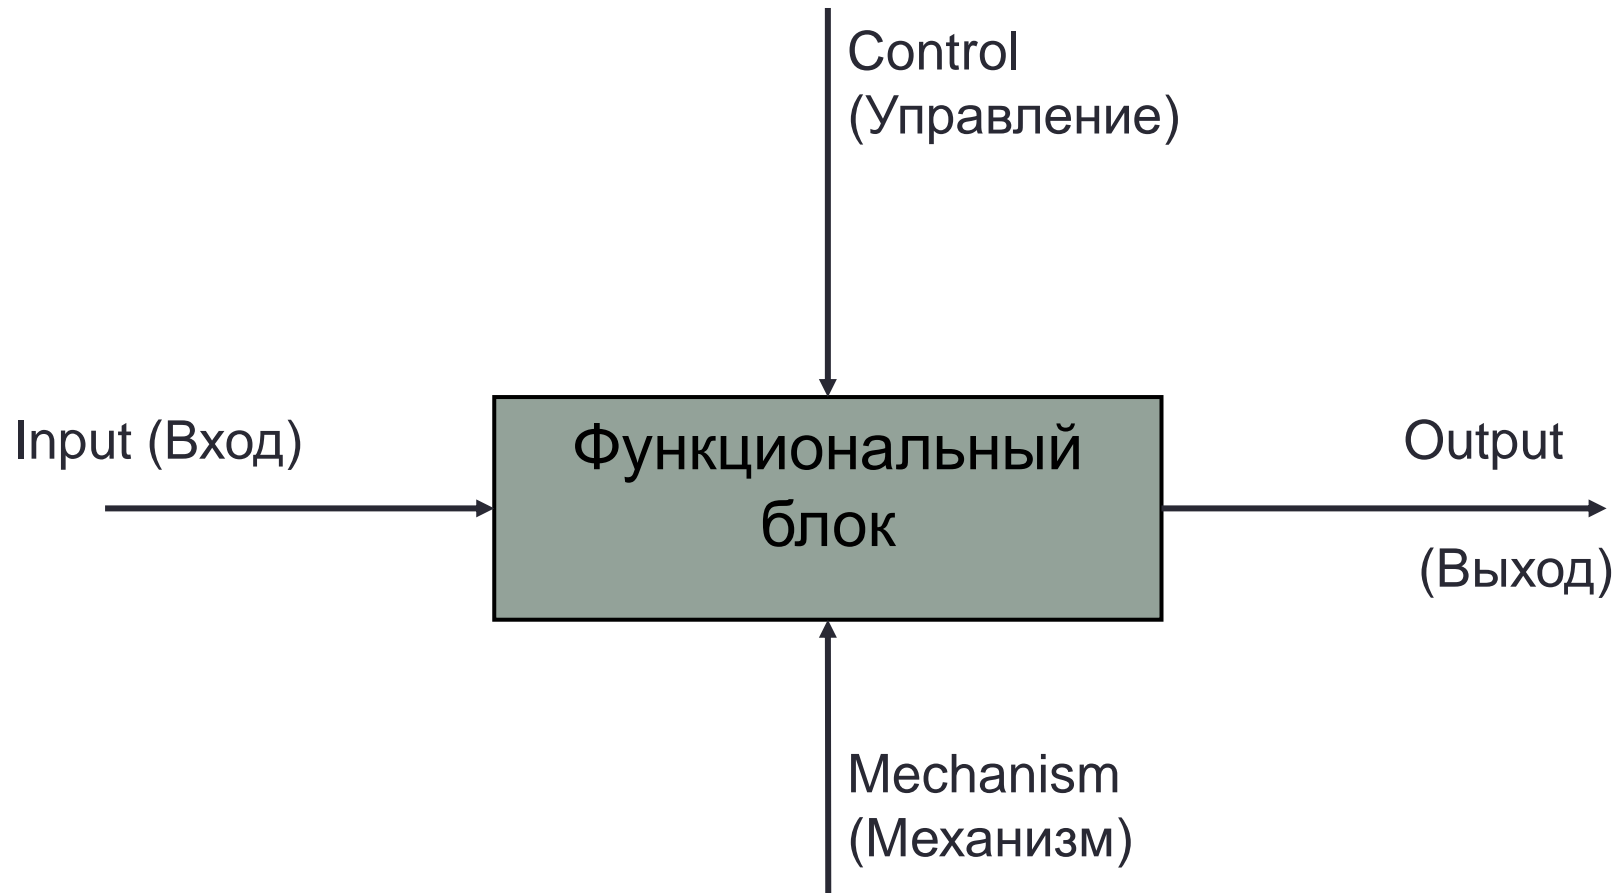 Control
(Управление)
Input (Вход)
Функциональный
блок
Output
(Выход)
Mechanism
(Механизм)